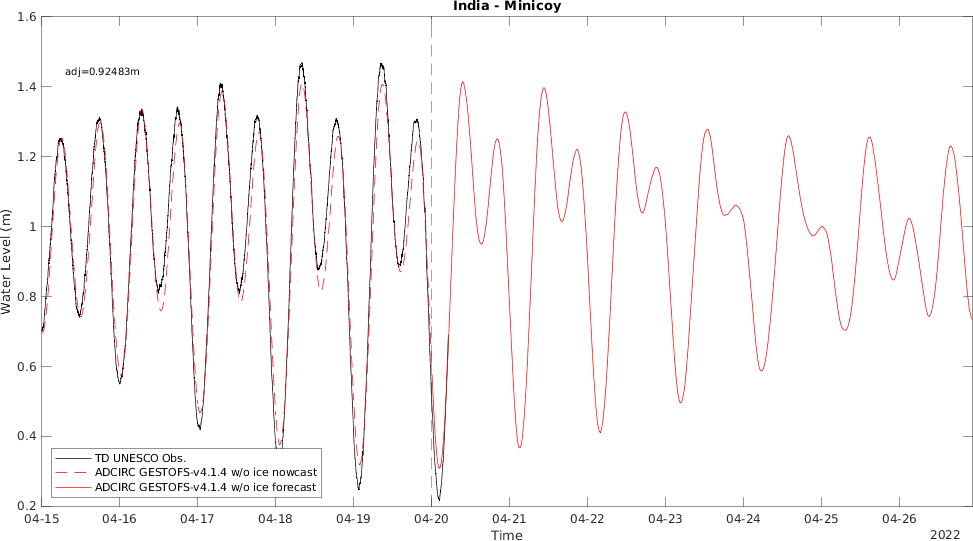 India - Minicoy
1.6
1.4
1.2
1
0.8
0.6
0.4
0.2
Water Level (m)
adj=0.92483m
TD UNESCO Obs.
ADCIRC GESTOFS-v4.1.4 w/o ice nowcast
ADCIRC GESTOFS-v4.1.4 w/o ice forecast
04-15 04-16 04-17 04-18 04-19 04-20 04-21 04-22 04-23 04-24 04-25 04-26
Time
2022